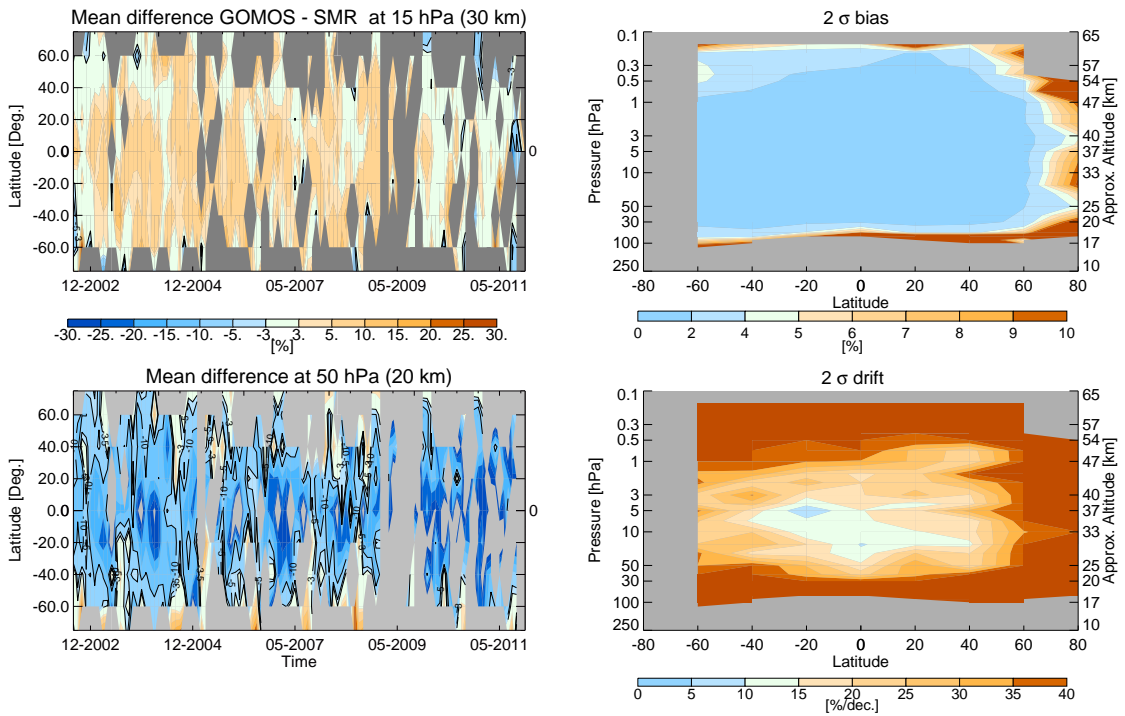 Mean difference GOMOS - SMR at 15 hPa (30 km)
60.0
40.0
20.0
0.0
-20.0
-40.0
-60.0
Latitude [Deg.]
0
12-2002 12-2004 05-2007 05-2009 05-2011
-30. -25. -20. -15. -10. -5. -3. 3. 5. 10. 15. 20. 25. 30.
[%]
2 σ bias
0.1
0.3
0.5
1
3
5
10
50
30
100
250
Pressure [hPa]
65
57
54
47
40
37
33
25
20
17
10
Approx. Altitude [km]
-80 -60 -40 -20 0 20 40 60 80
Latitude
0 2 4 5 6 7 8 9 10
[%]
Mean difference at 50 hPa (20 km)
60.0
40.0
20.0
0.0
-20.0
-40.0
-60.0
Latitude [Deg.]
0
12-2002 12-2004 05-2007 05-2009 05-2011
Time
2 σ drift
0.1
0.3
0.5
1
3
5
10
50
30
100
250
Pressure [hPa]
65
57
54
47
40
37
33
25
20
17
10
Approx. Altitude [km]
-80 -60 -40 -20 0 20 40 60 80
Latitude
0 5 10 15 20 25 30 35 40
[%/dec.]